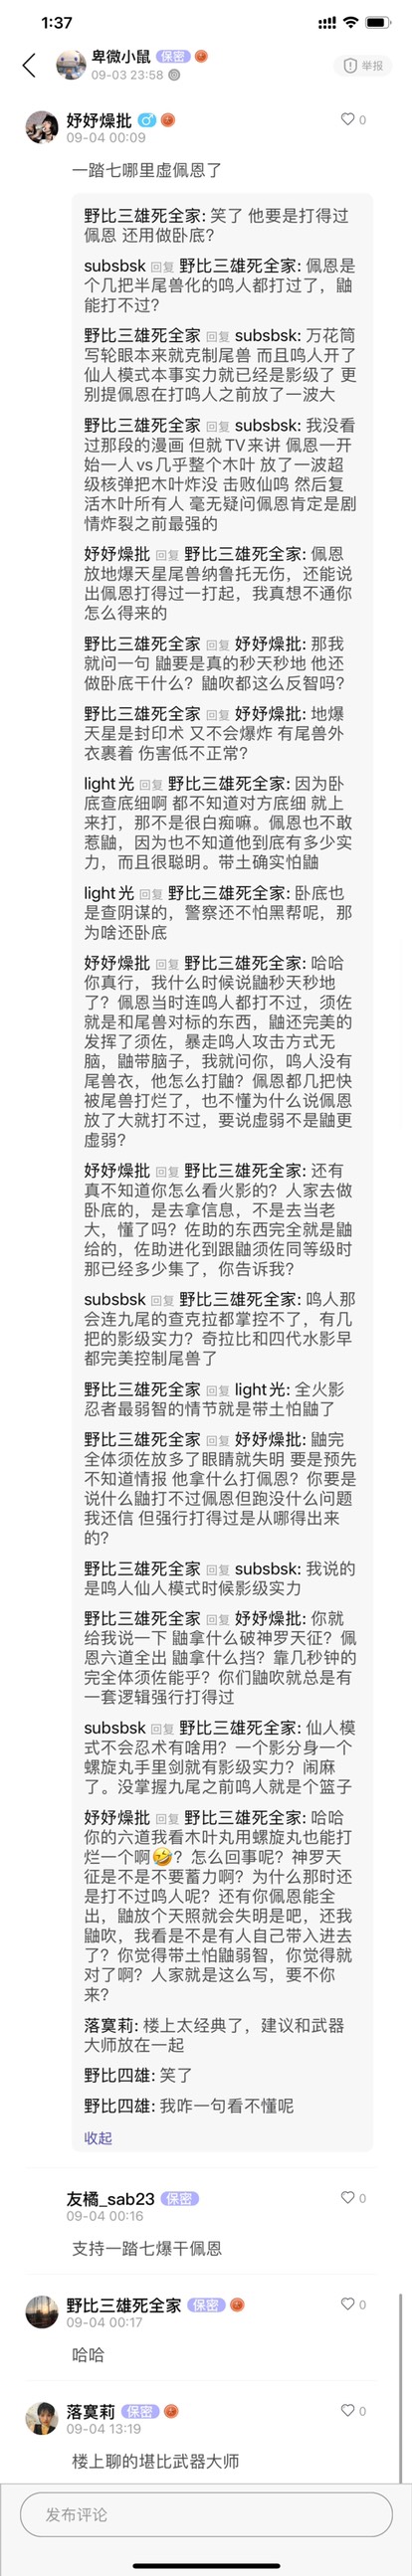 1:37
卑微小鼠 保密
09-03 23:58
举报
妤妤燥批
0
09-04 00:09
一踏七哪里虚佩恩了
野比三雄死全家: 笑了 他要是打得过
佩恩 还用做卧底?
subsbsk 回复 野比三雄死全家: 佩恩是
个几把半尾兽化的鸣人都打过了，鼬
能打不过?
野比三雄死全家 回复 subsbsk: 万花筒
写轮眼本来就克制尾兽 而且鸣人开了
仙人模式本事实力就已经是影级了 更
别提佩恩在打鸣人之前放了一波大
野比三雄死全家 回复 subsbsk: 我没看
过那段的漫画 但就TV来讲 佩恩一开
始一人vs几乎整个木叶 放了一波超
级核弹把木叶炸没 击败仙鸣 然后复
活木叶所有人 毫无疑问佩恩肯定是剧
情炸裂之前最强的
妤妤燥批 回复 野比三雄死全家: 佩恩
放地爆天星尾兽纳鲁托无伤，还能说
出佩恩打得过一打起，我真想不通你
怎么得来的
野比三雄死全家 回复 妤妤燥批: 那我
就问一句 鼬要是真的秒天秒地 他还
做卧底干什么？鼬吹都这么反智吗?
野比三雄死全家 回复 妤妤燥批: 地爆
天星是封印术 又不会爆炸 有尾兽外
衣裹着 伤害低不正常?
light光 回复 野比三雄死全家: 因为卧
底查底细啊 都不知道对方底细 就上
来打，那不是很白痴嘛。佩恩也不敢
惹鼬，因为也不知道他到底有多少实
力，而且很聪明。带土确实怕鼬
light光 回复 野比三雄死全家: 卧底也
是查阴谋的，警察还不怕黑帮呢，那
为啥还卧底
妤妤燥批 回复 野比三雄死全家: 哈哈
你真行，我什么时候说鼬秒天秒地
了？佩恩当时连鸣人都打不过，须佐
就是和尾兽对标的东西，鼬还完美的
发挥了须佐，暴走鸣人攻击方式无
脑，鼬带脑子，我就问你，鸣人没有
尾兽衣，他怎么打鼬？佩恩都几把快
被尾兽打烂了，也不懂为什么说佩恩
放了大就打不过，要说虚弱不是鼬更
虚弱?
妤妤燥批 回复 野比三雄死全家: 还有
真不知道你怎么看火影的？人家去做
卧底的，是去拿信息，不是去当老
大，懂了吗？佐助的东西完全就是鼬
给的，佐助进化到跟鼬须佐同等级时
那已经多少集了，你告诉我?
subsbsk 回复 野比三雄死全家: 鸣人那
会连九尾的查克拉都掌控不了，有几
把的影级实力？奇拉比和四代水影早
都完美控制尾兽了
野比三雄死全家 回复 light光: 全火影
忍者最弱智的情节就是带土怕鼬了
野比三雄死全家 回复 妤妤燥批: 鼬完
全体须佐放多了眼睛就失明 要是预先
不知道情报 他拿什么打佩恩？你要是
说什么鼬打不过佩恩但跑没什么问题
我还信 但强行打得过是从哪得出来
的?
野比三雄死全家 回复 subsbsk: 我说的
是鸣人仙人模式时候影级实力
野比三雄死全家 回复 妤妤燥批: 你就
给我说一下 鼬拿什么破神罗天征？佩
恩六道全出 鼬拿什么挡？靠几秒钟的
完全体须佐能乎？你们鼬吹就总是有
一套逻辑强行打得过
subsbsk 回复 野比三雄死全家: 仙人模
式不会忍术有啥用？一个影分身一个
螺旋丸手里剑就有影级实力？闹麻
了。没掌握九尾之前鸣人就是个篮子
妤妤燥批 回复 野比三雄死全家: 哈哈
你的六道我看木叶丸用螺旋丸也能打
烂一个啊🤣？怎么回事呢？神罗天
征是不是不要蓄力啊？为什么那时还
是打不过鸣人呢？还有你佩恩能全
出，鼬放个天照就会失明是吧，还我
鼬吹，我看是不是有人自己带入进去
了？你觉得带土怕鼬弱智，你觉得就
对了啊？人家就是这么写，要不你
来?
落寞莉: 楼上太经典了，建议和武器
大师放在一起
野比四雄: 笑了
野比四雄: 我咋一句看不懂呢
收起
友橘_sab23 保密
0
09-04 00:16
支持一踏七爆干佩恩
野比三雄死全家 保密
0
09-04 00:17
哈哈
落寞莉 保密
0
09-04 13:19
楼上聊的堪比武器大师
发布评论